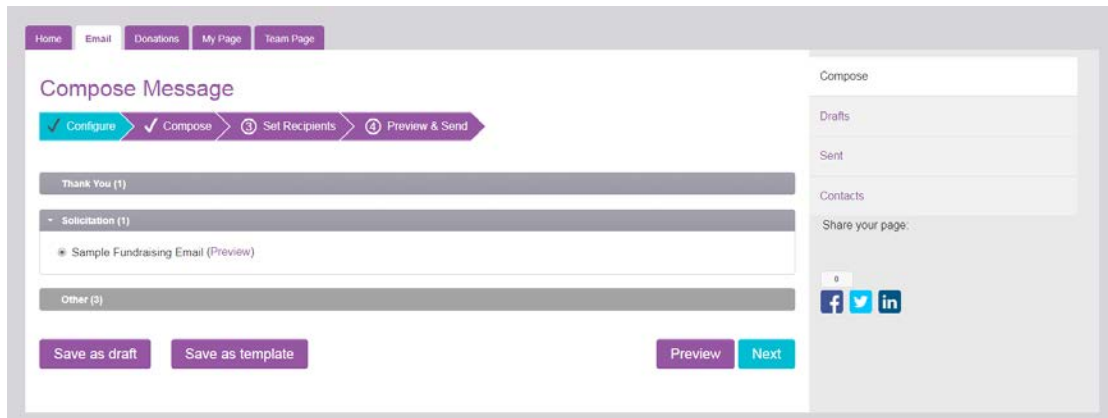 Home Email Donations My Page Team Page
Compose Message
Configure Compose 3 Set Recipients 4 Preview & Send
Thank You (1)
Solicitation (1)
Sample Fundraising Email (Preview)
Other (3)
Save as draft Save as template Preview Next
Compose
Drafts
Sent
Contacts
Share your page:
0
f in